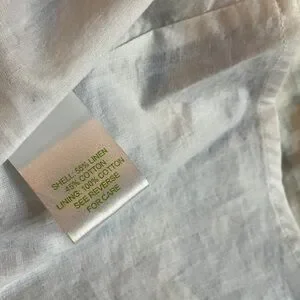 SHELL: 55% LINEN
45% COTTON
LINING: 100% COTTON
SEE REVERSE
FOR CARE